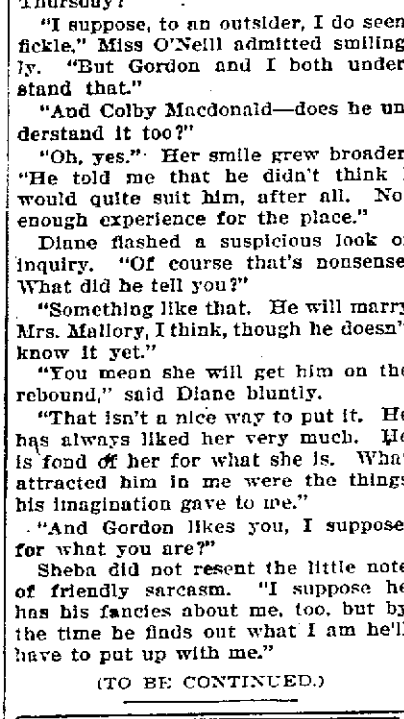 Thursday?
"I suppose, to an outsider, I do seem
fickle," Miss O'Neill admitted smiling-
ly. "But Gordon and I both under-
stand that."
"And Colby Macdonald—does he un-
derstand it too?"
"Oh, yes." Her smile grew broader.
"He told me that he didn't think I
would quite suit him, after all. No
enough experience for the place."
Diane flashed a suspicious look of
inquiry. "Of course that's nonsense.
What did he tell you?"
"Something like that. He will marry
Mrs. Mallory, I think, though he doesn't
know it yet."
"You mean she will get him on the
rebound," said Diane bluntly.
"That isn't a nice way to put it. He
has always liked her very much. He
is fond of her for what she is. What
attracted him in me were the things
his imagination gave to me."
"And Gordon likes you, I suppose,
for what you are?"
Sheba did not resent the little note
of friendly sarcasm. "I suppose he
has his fancies about me, too, but by
the time he finds out what I am he'll
have to put up with me."
(TO BE CONTINUED.)